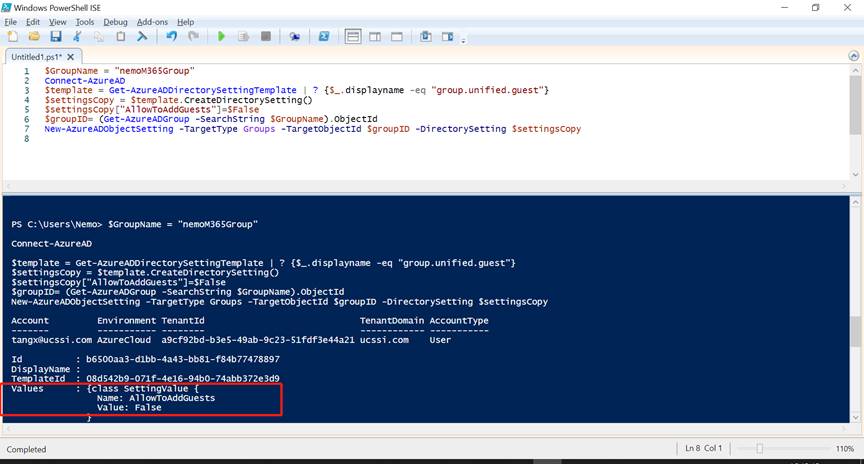 Windows PowerShell ISE
File Edit View Tools Debug Add-ons Help
Untitled1.ps1* X
1 $GroupName = "nemoM365Group"
2 Connect-AzureAD
3 $template = Get-AzureADDirectorySettingTemplate | ? {$_.displayname -eq "group.unified.guest"}
4 $settingsCopy = $template.CreateDirectorySetting()
5 $settingsCopy["AllowToAddGuests"]=$False
6 $groupID= (Get-AzureADGroup -SearchString $GroupName).ObjectId
7 New-AzureADObjectSetting -TargetType Groups -TargetObjectId $groupID -DirectorySetting $settingsCopy
8
PS C:\Users\Nemo> $GroupName = "nemoM365Group"
Connect-AzureAD
$template = Get-AzureADDirectorySettingTemplate | ? {$_.displayname -eq "group.unified.guest"}
$settingsCopy = $template.CreateDirectorySetting()
$settingsCopy["AllowToAddGuests"]=$False
$groupID= (Get-AzureADGroup -SearchString $GroupName).ObjectId
New-AzureADObjectSetting -TargetType Groups -TargetObjectId $groupID -DirectorySetting $settingsCopy
Account Environment TenantId TenantDomain AccountType
------- ----------- -------- ------------ -----------
tangx@ucssi.com AzureCloud a9cf92bd-b3e5-49ab-9c23-51fdf3e44a21 ucssi.com User
Id : b6500aa3-d1bb-4a43-bb81-f84b77478897
DisplayName :
TemplateId : 08d542b9-071f-4e16-94b0-74abb372e3d9
Values : {class SettingValue {
Name: AllowToAddGuests
Value: False
}
Completed Ln 8 Col 1 110%